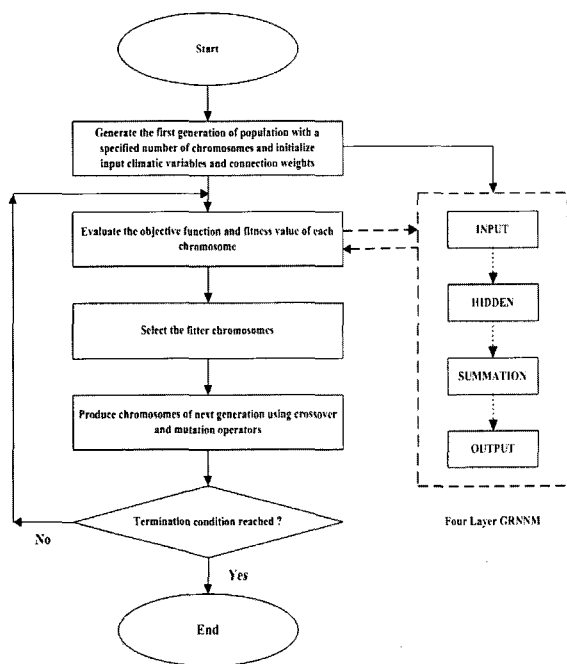 Start
Generate the first generation of population with a
specified number of chromosomes and initialize
input climatic variables and connection weights
Evaluate the objective function and fitness value of each
chromosome
INPUT
HIDDEN
Select the fitter chromosomes
SUMMATION
Produce chromosomes of next generation using crossover
and mutation operators
OUTPUT
Termination condition reached ?
Four Layer GRNNM
No
Yes
End